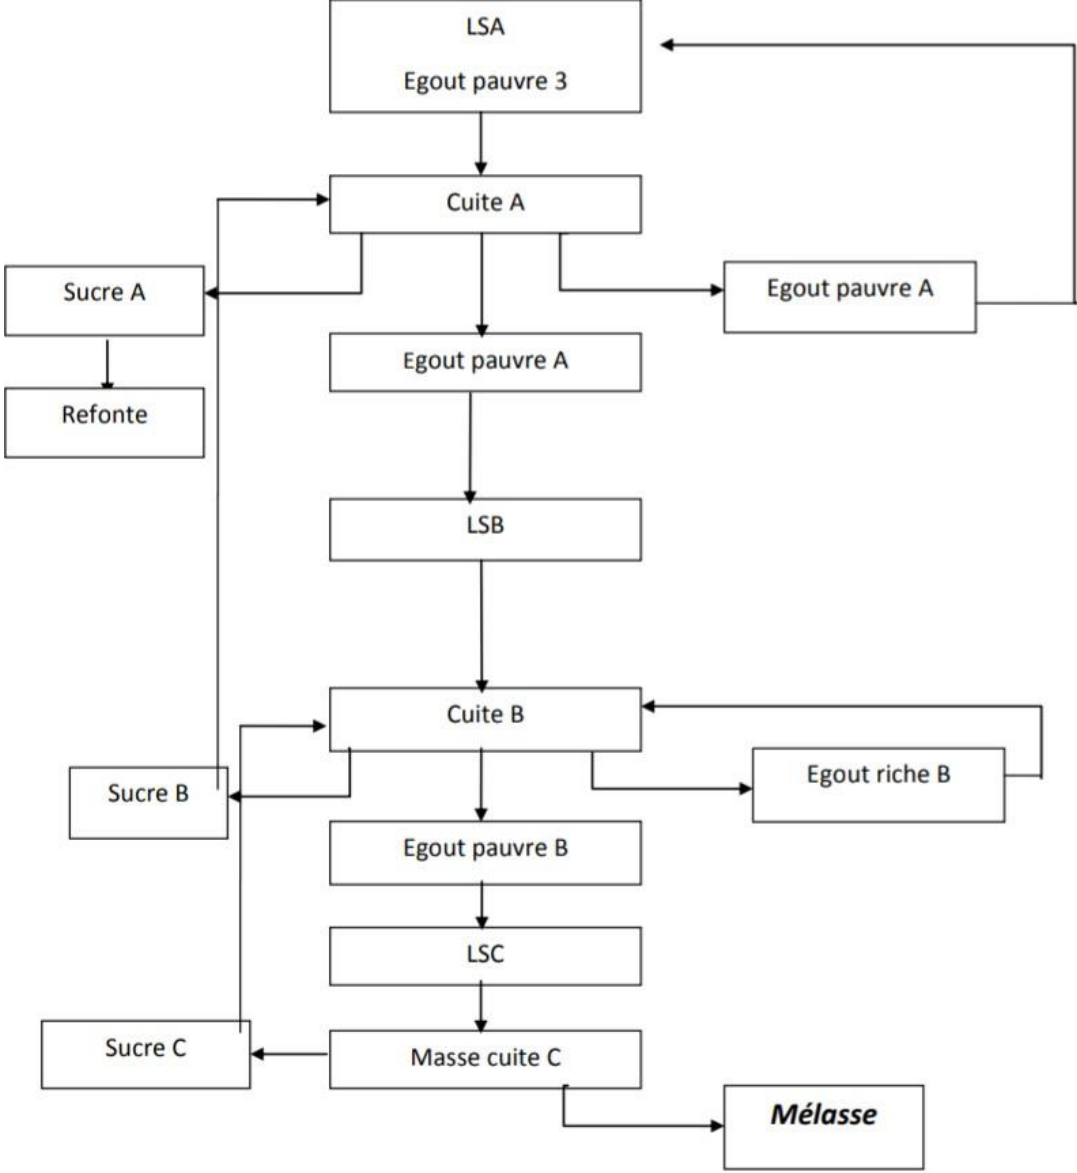 LSA
Egout pauvre 3
Cuite A
Sucre A
Egout pauvre A
Egout pauvre A
Refonte
LSB
Cuite B
Sucre B
Egout riche B
Egout pauvre B
LSC
Sucre C
Masse cuite C
Mélasse